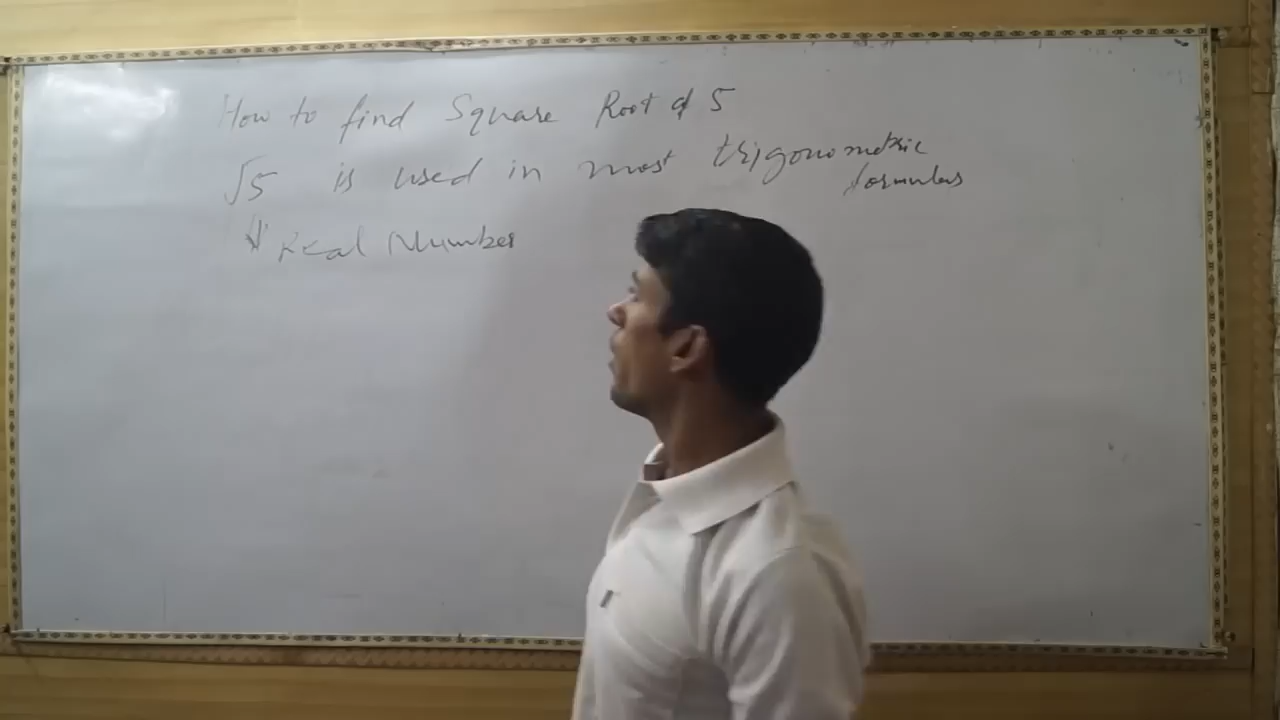 How to find Square Root of 5
√5 is used in most trigonometric
formulas
# Real Number